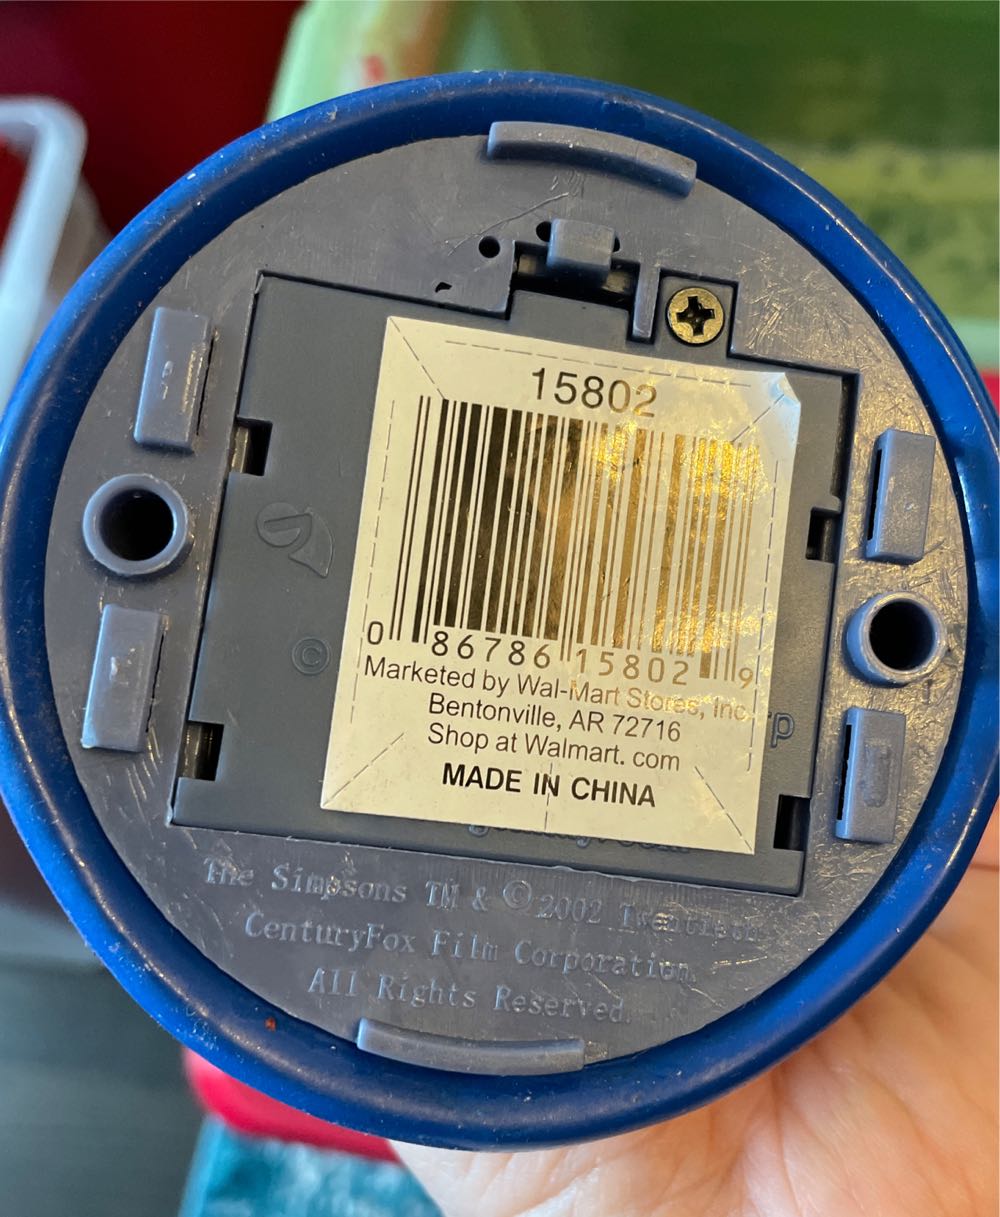 15802
0 86786 15802 9
Marketed by Wal-Mart Stores, Inc
Bentonville, AR 72716
Shop at Walmart. com
MADE IN CHINA
©
The Simpsons TM & ©2002 Twentieth
CenturyFox Film Corporation
All Rights Reserved.